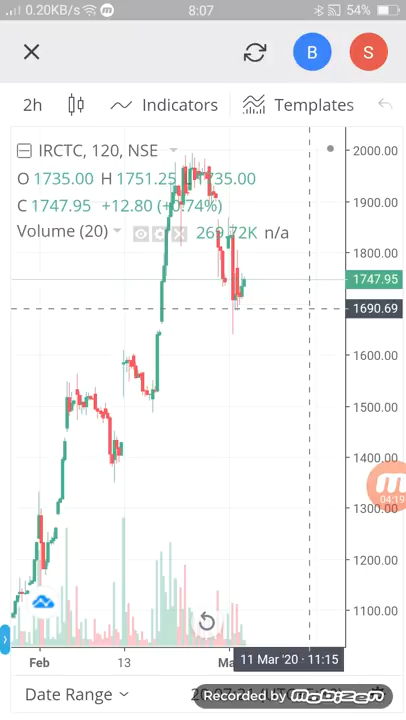 0.20KB/s 8:07 54%
B S
2h Indicators Templates
IRCTC, 120, NSE
O 1735.00 H 1751.25 L 1735.00
C 1747.95 +12.80 (+0.74%)
Volume (20) 269.72K n/a
2000.00
1900.00
1800.00
1747.95
1690.69
1600.00
1500.00
1400.00
04:19
1300.00
1200.00
1100.00
Feb 13 11 Mar '20 · 11:15
Date Range
Recorded by mobizen